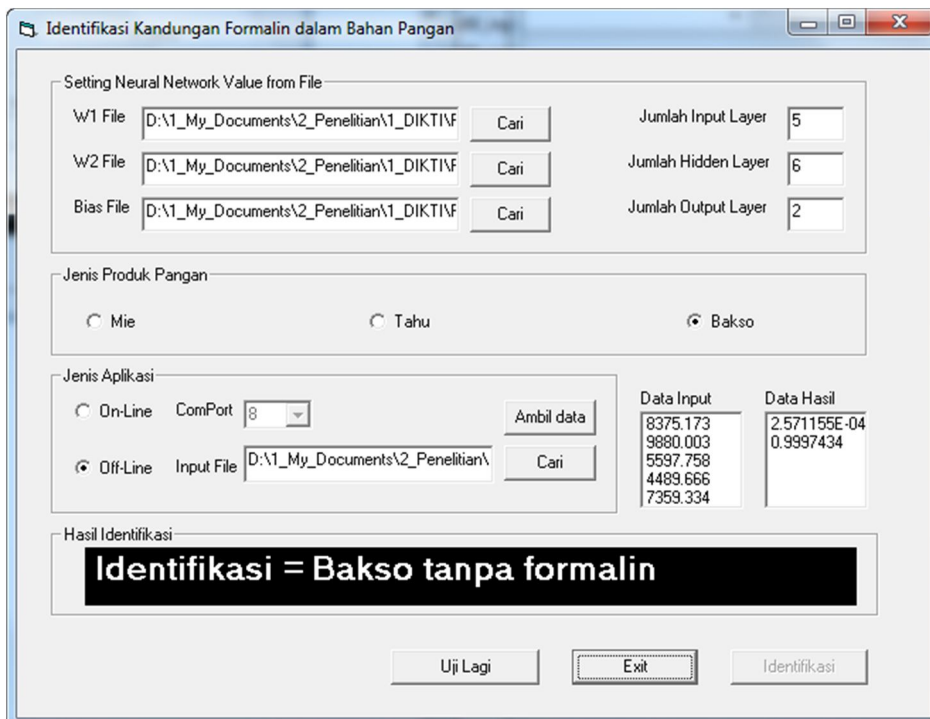 Identifikasi Kandungan Formalin dalam Bahan Pangan
Setting Neural Network Value from File
W1 File D:\1_My_Documents\2_Penelitian\1_DIKTI\F Cari Jumlah Input Layer 5
W2 File D:\1_My_Documents\2_Penelitian\1_DIKTI\F Cari Jumlah Hidden Layer 6
Bias File D:\1_My_Documents\2_Penelitian\1_DIKTI\F Cari Jumlah Output Layer 2
Jenis Produk Pangan
Mie Tahu Bakso
Jenis Aplikasi
On-Line ComPort 8 Ambil data
Off-Line Input File D:\1_My_Documents\2_Penelitian\ Cari
Data Input
8375.173
9880.003
5597.758
4489.666
7359.334
Data Hasil
2.571155E-04
0.9997434
Hasil Identifikasi
Identifikasi = Bakso tanpa formalin
Uji Lagi Exit Identifikasi